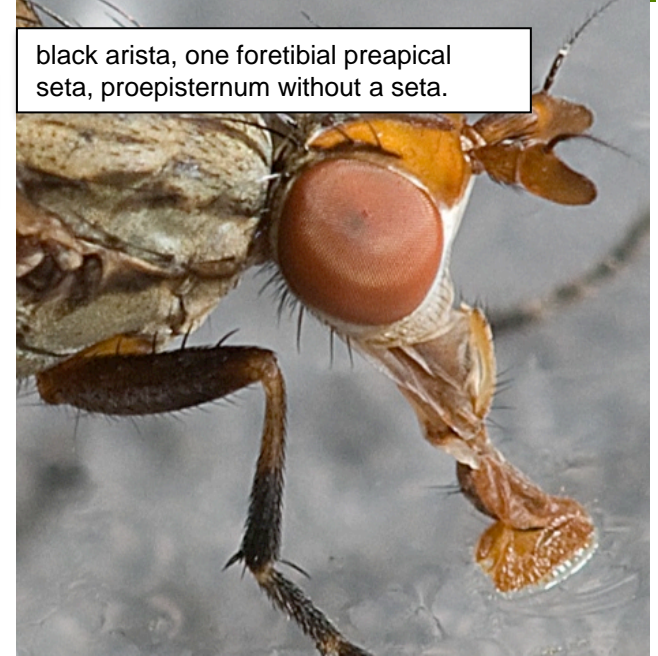 black arista, one foretibial preapical
seta, proepisternum without a seta.